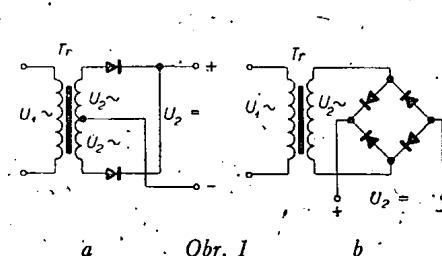 Tr
U₁~
U₂~
U₂~
+
U₂ =
-
Tr
U₁~
U₂~
+
U₂ =
a
Obr. 1
b